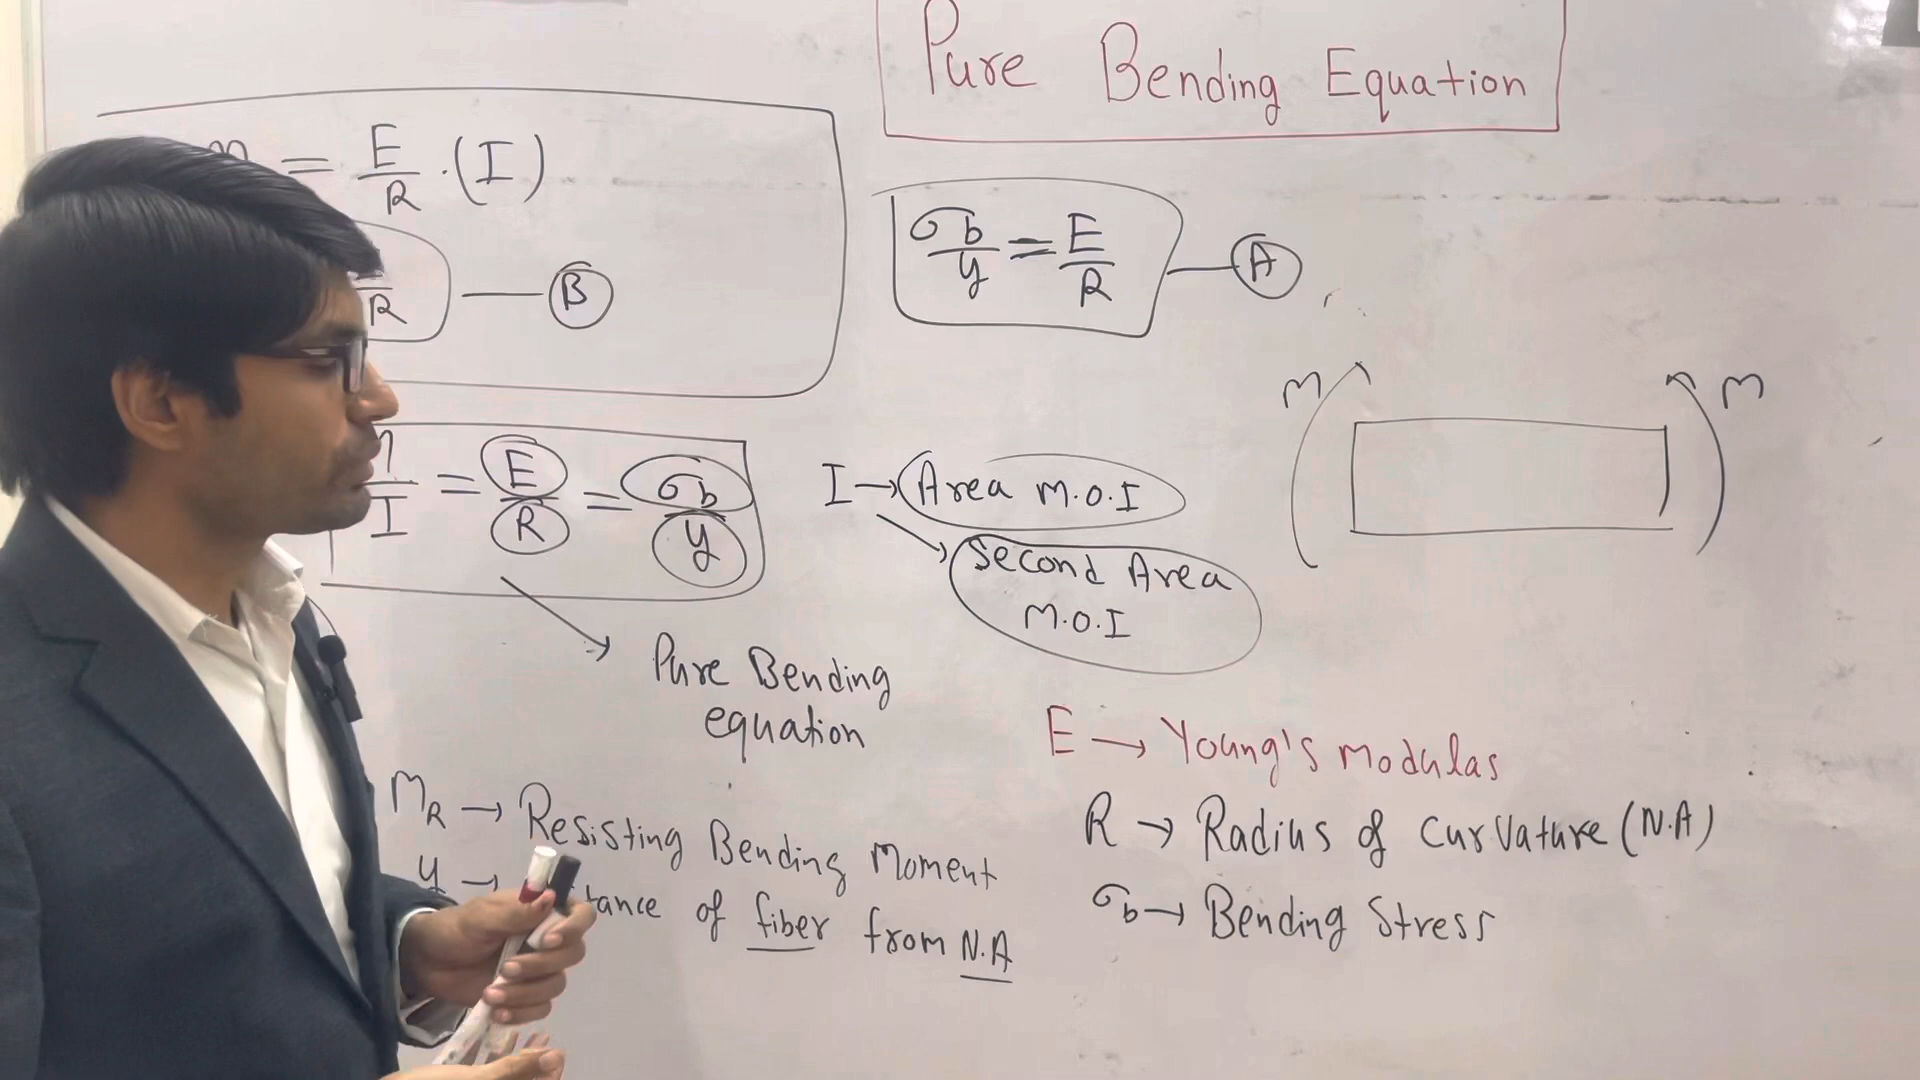 Pure Bending Equation
M = E/R · (I)
R — B
σb/y = E/R — A
M M
M/I = E/R = σb/y
I → Area M.O.I
→ Second Area
M.O.I
Pure Bending
equation
E → Young's modulas
MR → Resisting Bending Moment
R → Radius of Curvature (N.A)
y → tance of fiber from N.A
σb → Bending Stress